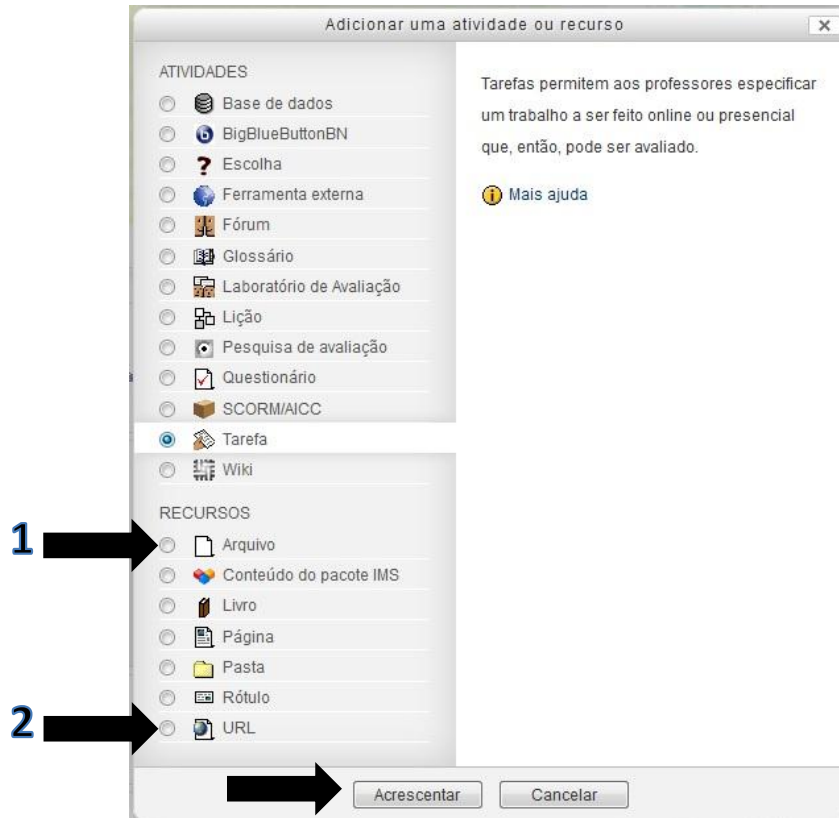 Adicionar uma atividade ou recurso
ATIVIDADES
Base de dados
BigBlueButtonBN
Escolha
Ferramenta externa
Fórum
Glossário
Laboratório de Avaliação
Lição
Pesquisa de avaliação
Questionário
SCORM/AICC
Tarefa
Wiki
RECURSOS
1
Arquivo
Conteúdo do pacote IMS
Livro
Página
Pasta
Rótulo
2
URL
Tarefas permitem aos professores especificar
um trabalho a ser feito online ou presencial
que, então, pode ser avaliado.
Mais ajuda
Acrescentar
Cancelar